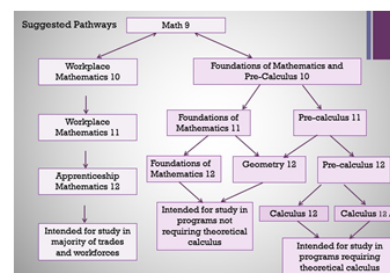 Suggested Pathways
Math 9
Workplace
Mathematics 10
Foundations of Mathematics and
Pre-Calculus 10
Workplace
Mathematics 11
Foundations of
Mathematics 11
Pre-calculus 11
Apprenticeship
Mathematics 12
Foundations of
Mathematics 12
Geometry 12
Pre-calculus 12
Intended for study in
majority of trades
and workforces
Intended for study in
programs not
requiring theoretical
calculus
Calculus 12
Calculus 12
Intended for study in
programs requiring
theoretical calculus